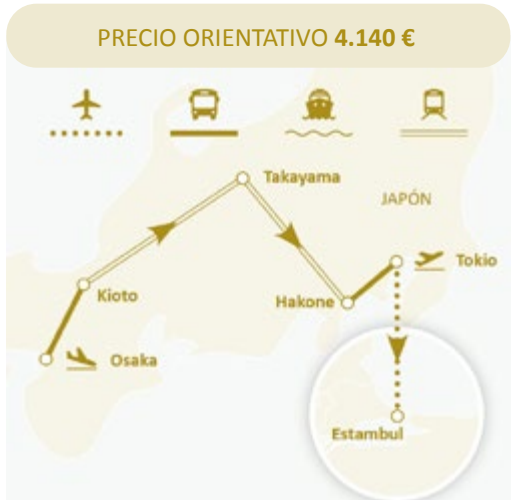 PRECIO ORIENTATIVO 4.140 €
Takayama
JAPÓN
Tokio
Kioto
Hakone
Osaka
Estambul